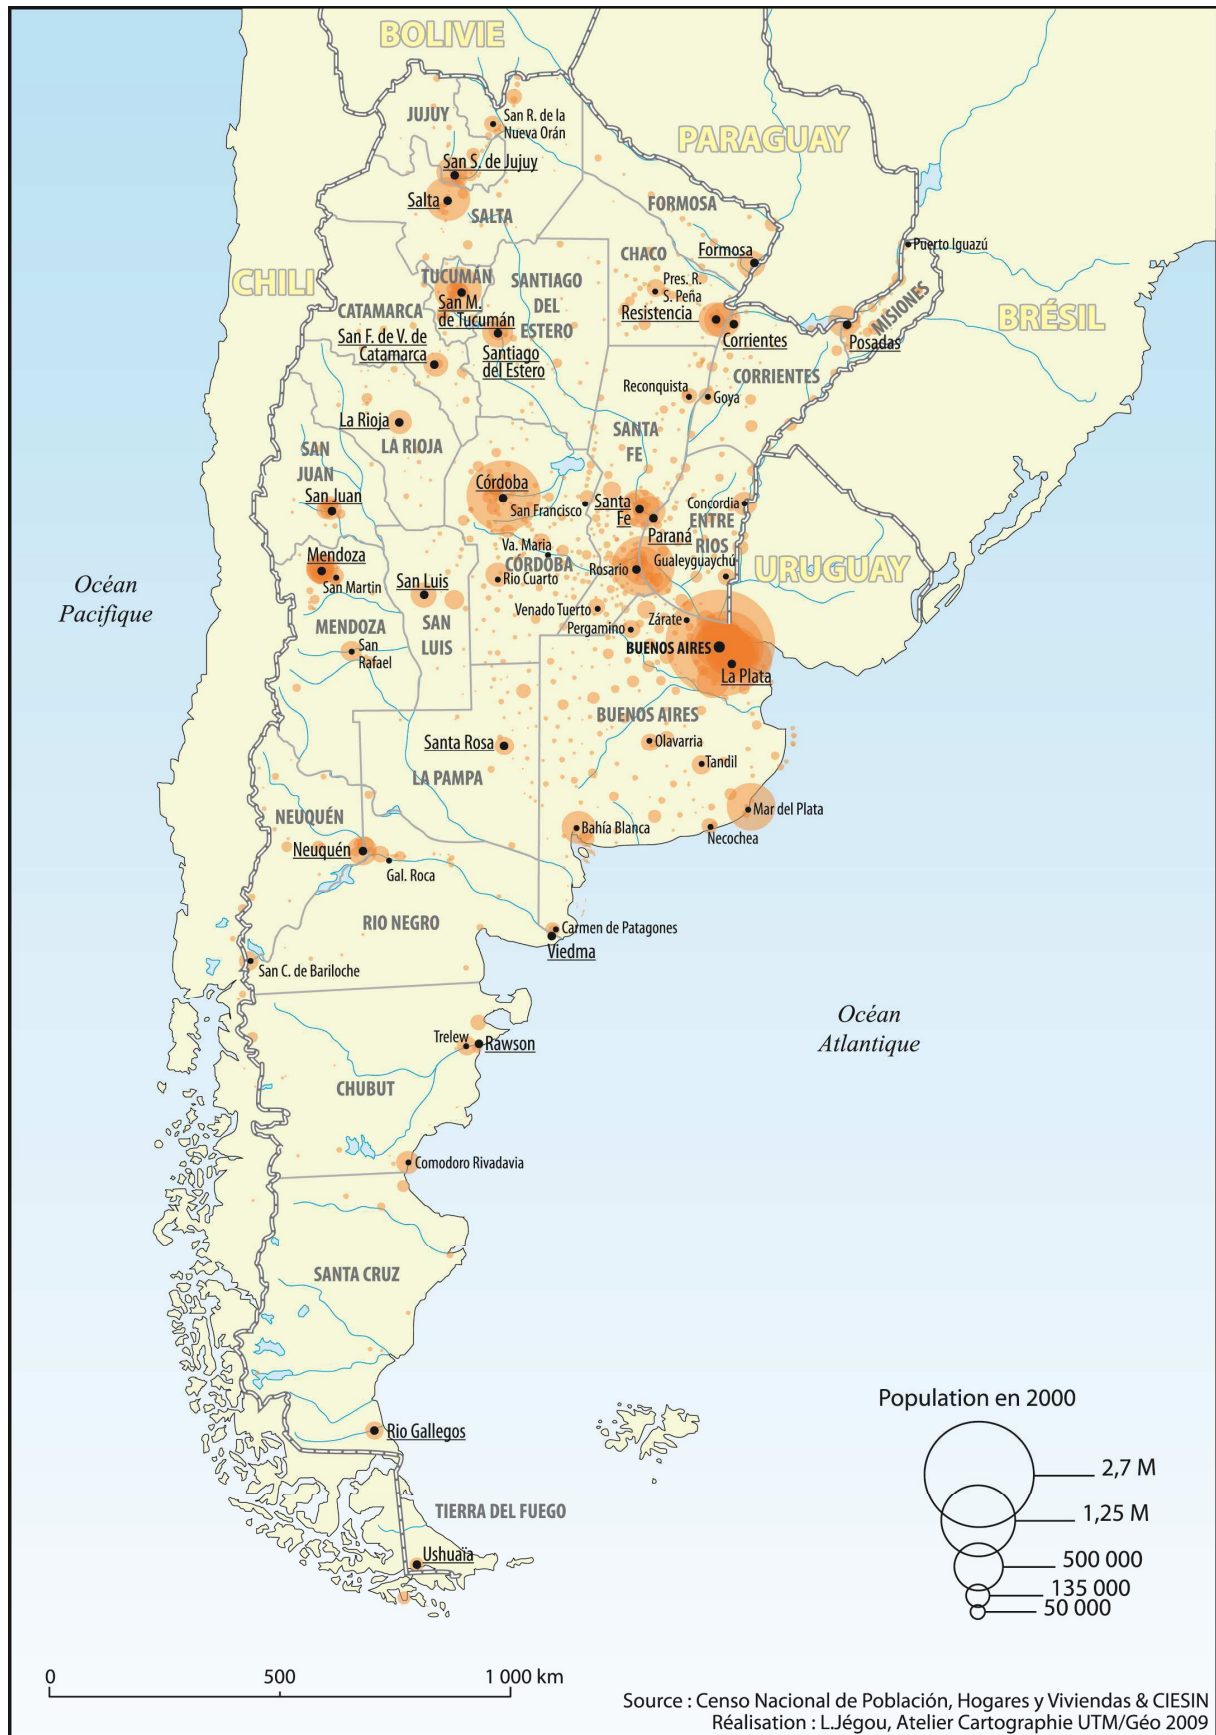 BOLIVIE
JUJUY
San R. de la
Nueva Orán
PARAGUAY
San S. de Jujuy
Salta
SALTA
FORMOSA
CHACO
Formosa
Puerto Iguazú
CHILI
TUCUMÁN
SANTIAGO
DEL
ESTERO
Pres. R.
S. Peña
MISIONES
BRÉSIL
CATAMARCA
San M.
de Tucumán
Resistencia
Corrientes
Posadas
San F. de V. de
Catamarca
Santiago
del Estero
CORRIENTES
Reconquista
Goya
La Rioja
LA RIOJA
SANTA
FE
SAN
JUAN
San Juan
Córdoba
San Francisco
Santa
Fe
Concordia
Paraná
ENTRE
RIOS
Va. Maria
CÓRDOBA
Mendoza
San Martin
San Luis
Rio Cuarto
Rosario
Gualeyguaychú
URUGUAY
Océan
Pacifique
Venado Tuerto
Zárate
Pergamino
MENDOZA
San
Rafael
SAN
LUIS
BUENOS AIRES
La Plata
BUENOS AIRES
Santa Rosa
Olavarria
Tandil
LA PAMPA
NEUQUÉN
Mar del Plata
Bahía Blanca
Necochea
Neuquén
Gal. Roca
RIO NEGRO
Carmen de Patagones
Viedma
San C. de Bariloche
Océan
Atlantique
Trelew
Rawson
CHUBUT
Comodoro Rivadavia
SANTA CRUZ
Rio Gallegos
TIERRA DEL FUEGO
Ushuaïa
Population en 2000
2,7 M
1,25 M
500 000
135 000
50 000
0 500 1 000 km
Source : Censo Nacional de Población, Hogares y Viviendas & CIESIN
Réalisation : L.Jégou, Atelier Cartographie UTM/Géo 2009